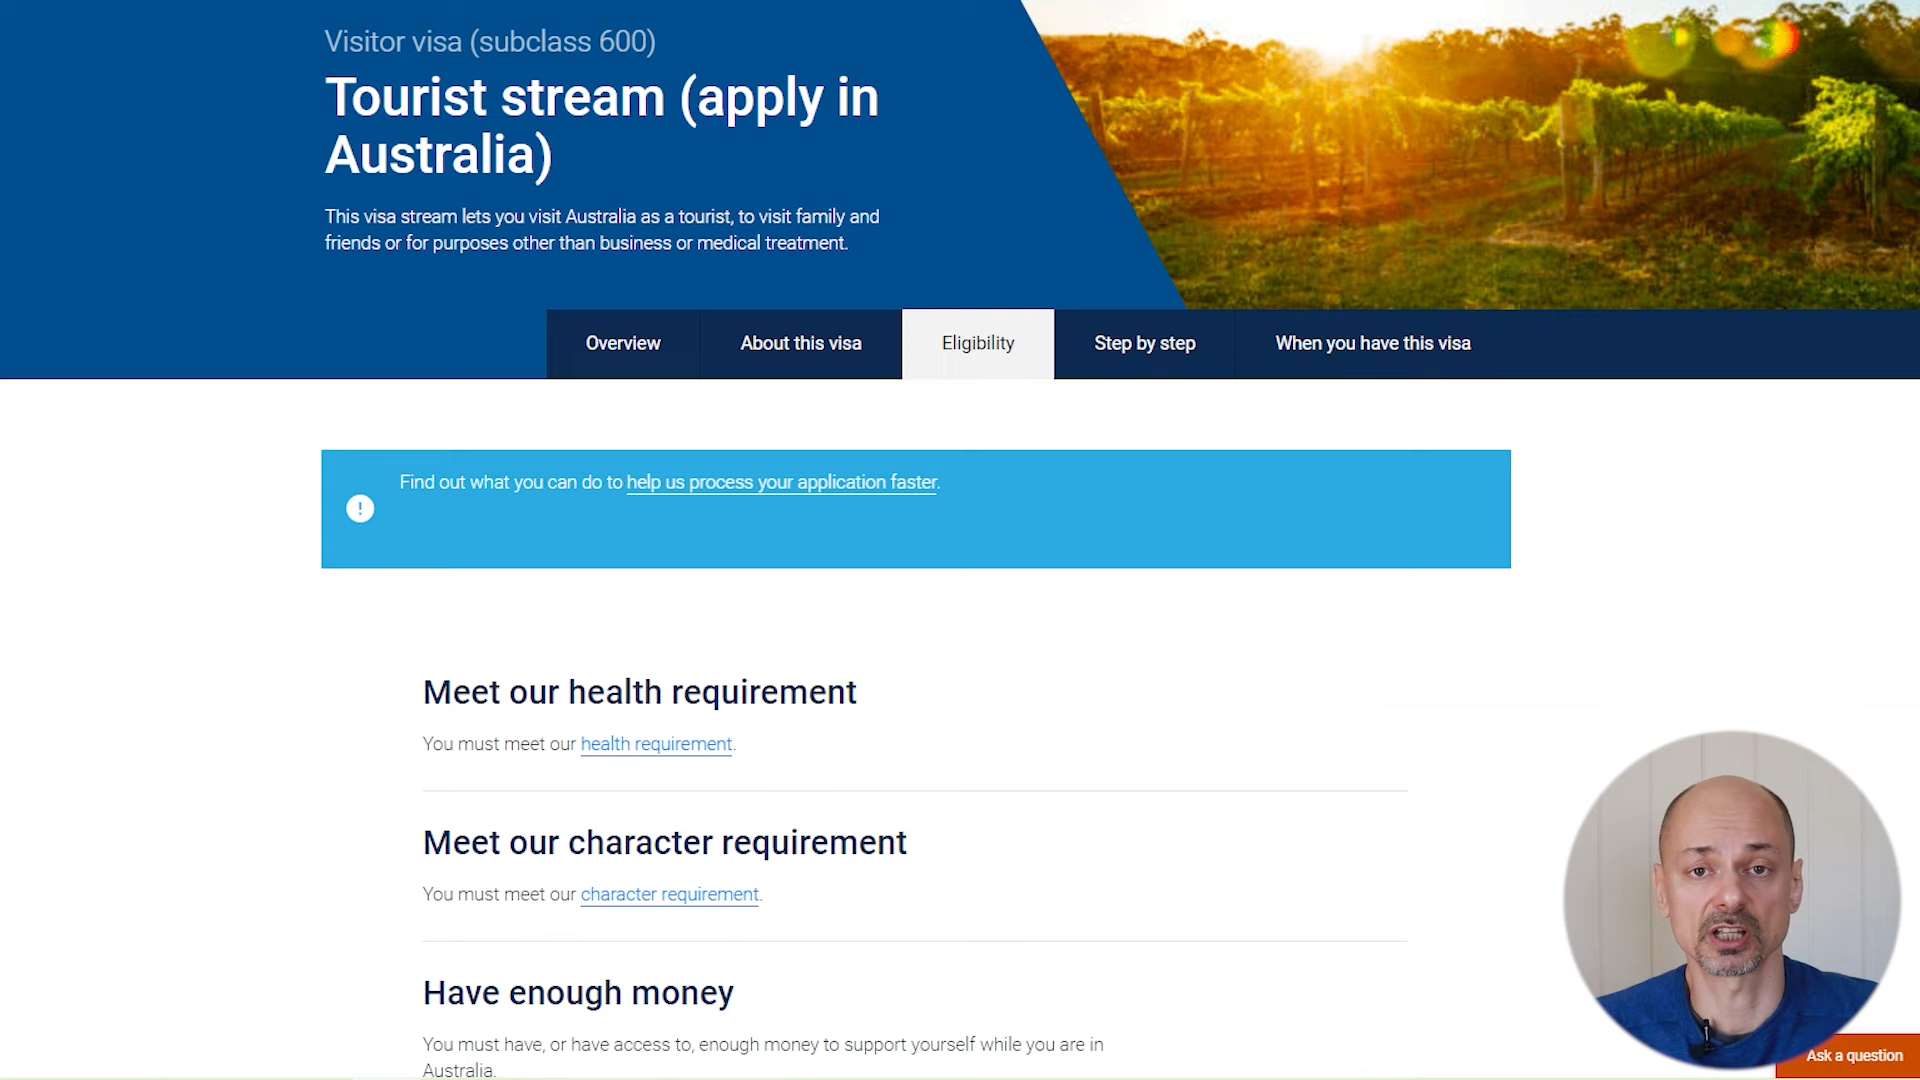 Visitor visa (subclass 600)
Tourist stream (apply in
Australia)
This visa stream lets you visit Australia as a tourist, to visit family and
friends or for purposes other than business or medical treatment.
Overview
About this visa
Eligibility
Step by step
When you have this visa
Find out what you can do to help us process your application faster.
!
Meet our health requirement
You must meet our health requirement.
Meet our character requirement
You must meet our character requirement.
Have enough money
You must have, or have access to, enough money to support yourself while you are in
Australia.
Ask a question